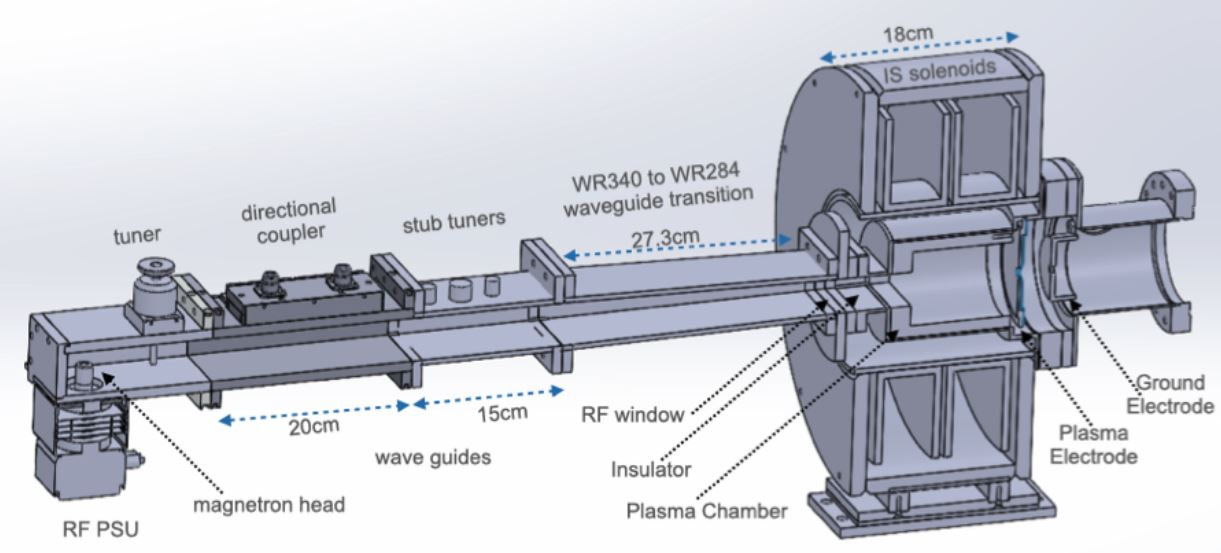 18cm
IS solenoids
WR340 to WR284
waveguide transition
27.3cm
directional
coupler
stub tuners
tuner
20cm
15cm
wave guides
magnetron head
RF PSU
RF window
Insulator
Plasma Chamber
Ground
Electrode
Plasma
Electrode